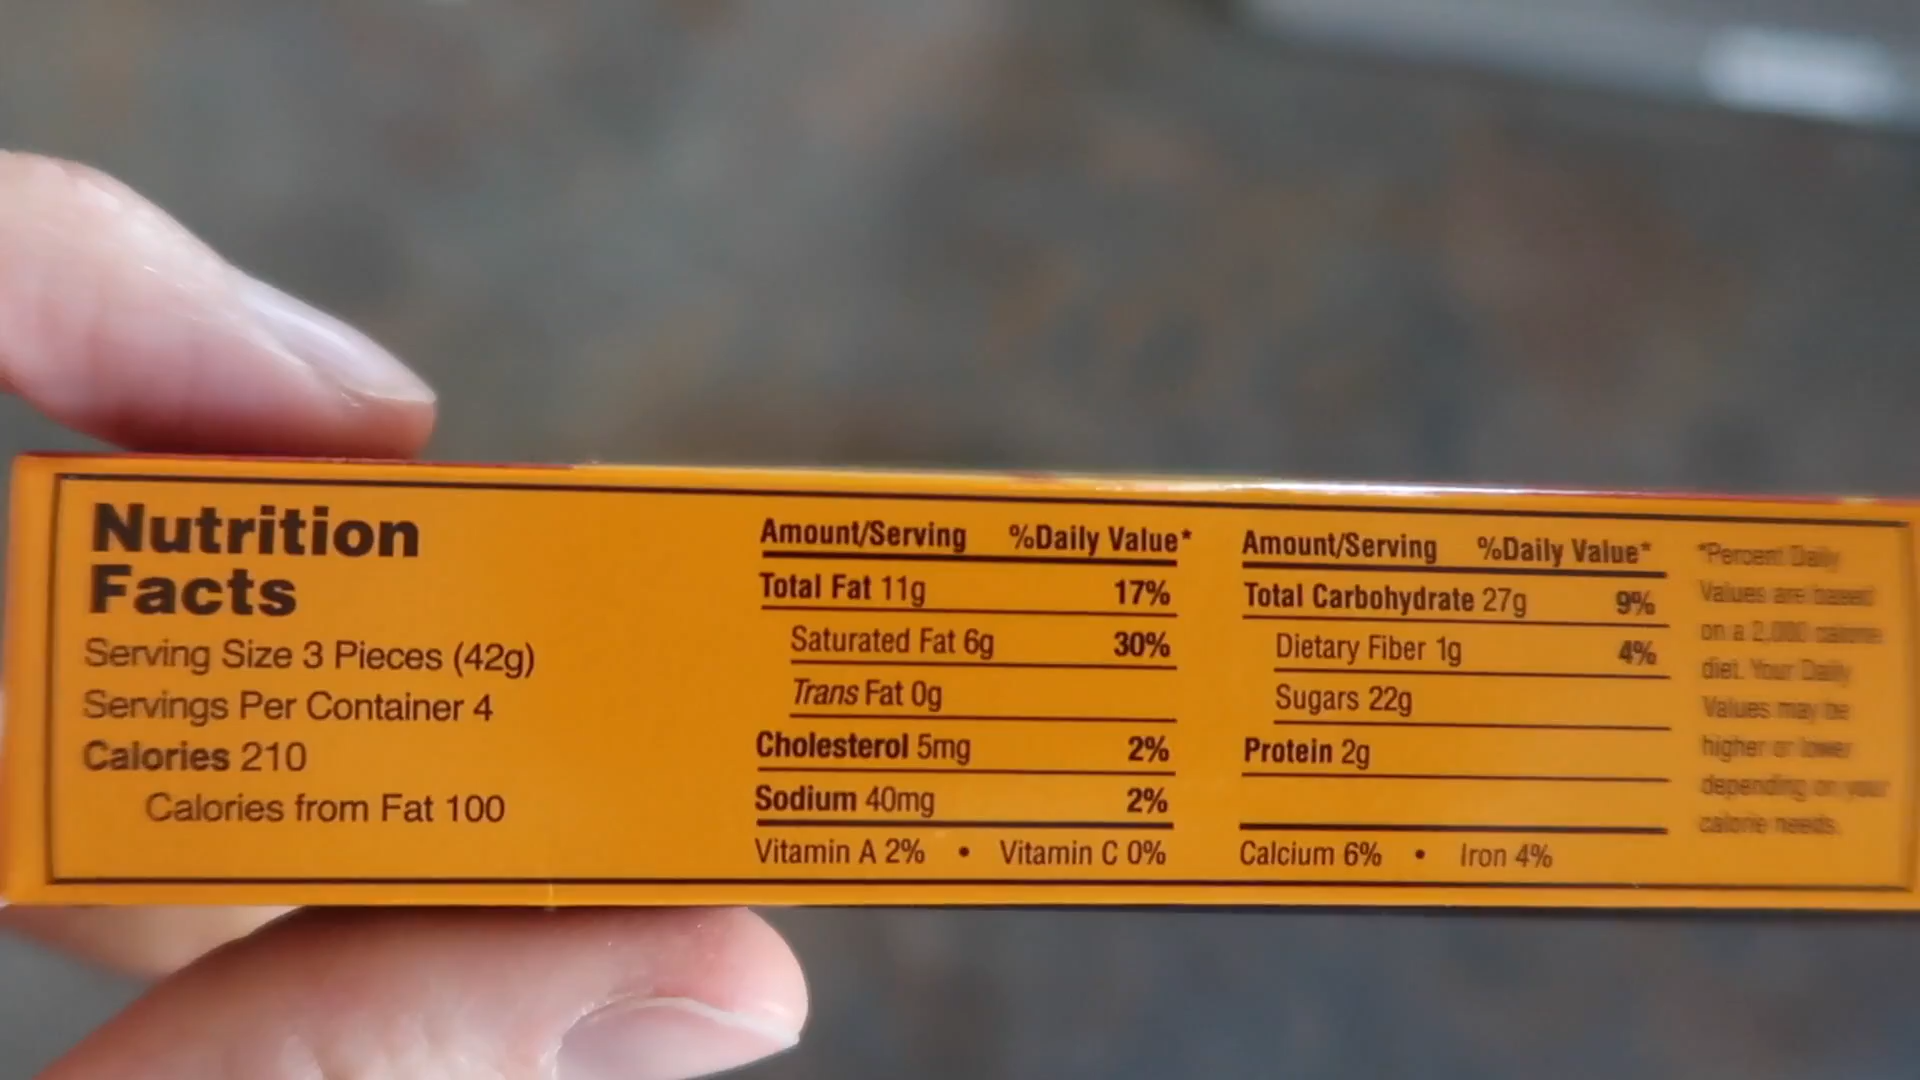 Nutrition
Facts
Serving Size 3 Pieces (42g)
Servings Per Container 4
Calories 210
Calories from Fat 100
Amount/Serving %Daily Value*
Total Fat 11g 17%
Saturated Fat 6g 30%
Trans Fat 0g
Cholesterol 5mg 2%
Sodium 40mg 2%
Vitamin A 2% • Vitamin C 0%
Amount/Serving %Daily Value*
Total Carbohydrate 27g 9%
Dietary Fiber 1g 4%
Sugars 22g
Protein 2g
Calcium 6% • Iron 4%
*Percent Daily
Values are based
on a 2,000 calorie
diet. Your Daily
Values may be
higher or lower
depending on your
calorie needs.